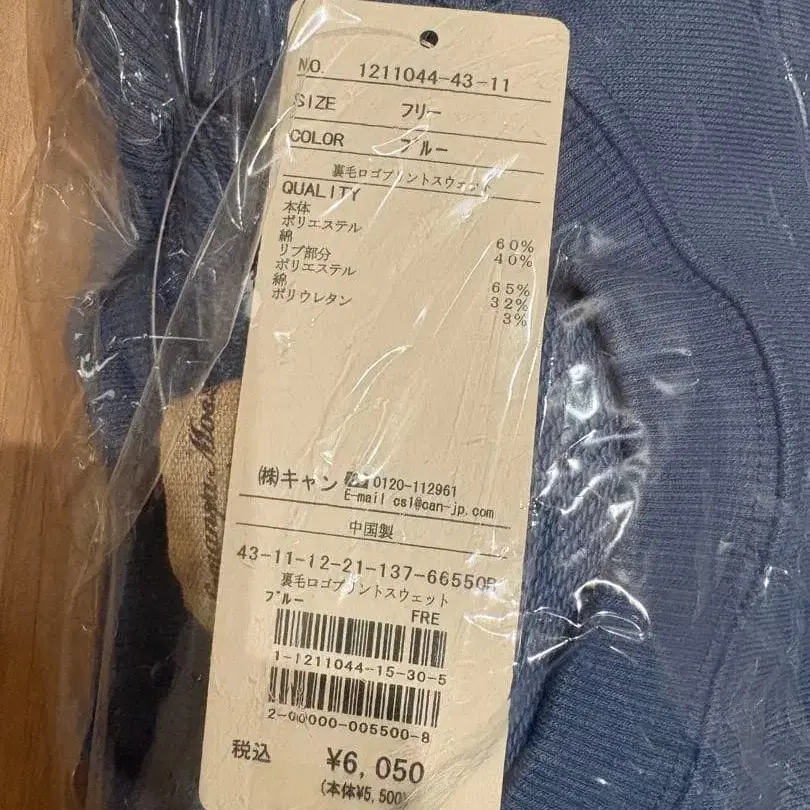 NO. 1211044-43-11
SIZE フリー
COLOR ブルー
裏毛ロゴプリントスウェット
QUALITY
本体
ポリエステル 60%
綿 40%
リブ部分
ポリエステル 65%
綿 32%
ポリウレタン 3%
㈱キャン 0120-112961
E-mail cs1@can-jp.com
中国製
43-11-12-21-137-66550B
裏毛ロゴプリントスウェット
ブルー
FRE
1-1211044-15-30-5
2-00000-005500-8
税込 ¥6,050
(本体¥5,500)